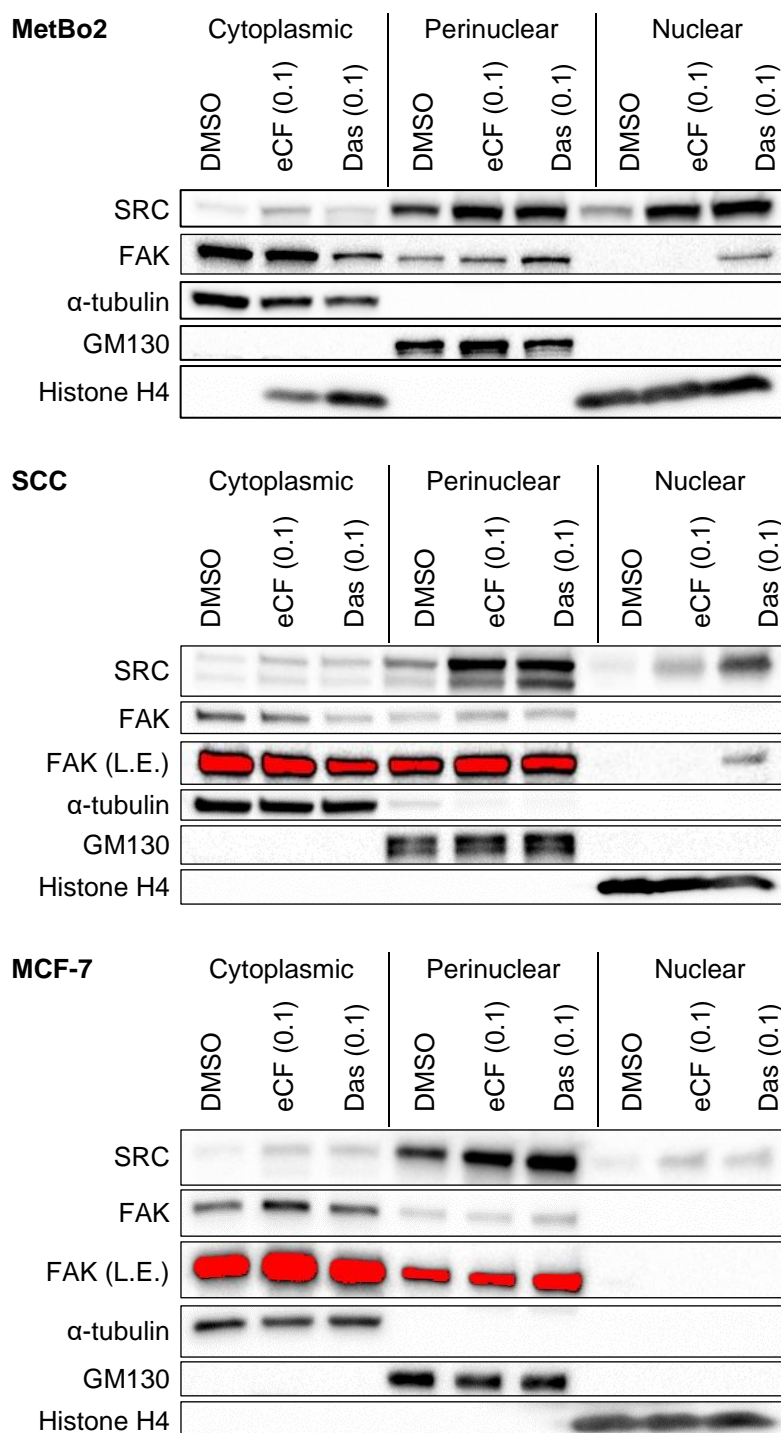 MetBo2 Cytoplasmic Perinuclear Nuclear
DMSO eCF (0.1) Das (0.1) DMSO eCF (0.1) Das (0.1) DMSO eCF (0.1) Das (0.1)
SRC
FAK
α-tubulin
GM130
Histone H4
SCC Cytoplasmic Perinuclear Nuclear
DMSO eCF (0.1) Das (0.1) DMSO eCF (0.1) Das (0.1) DMSO eCF (0.1) Das (0.1)
SRC
FAK
FAK (L.E.)
α-tubulin
GM130
Histone H4
MCF-7 Cytoplasmic Perinuclear Nuclear
DMSO eCF (0.1) Das (0.1) DMSO eCF (0.1) Das (0.1) DMSO eCF (0.1) Das (0.1)
SRC
FAK
FAK (L.E.)
α-tubulin
GM130
Histone H4